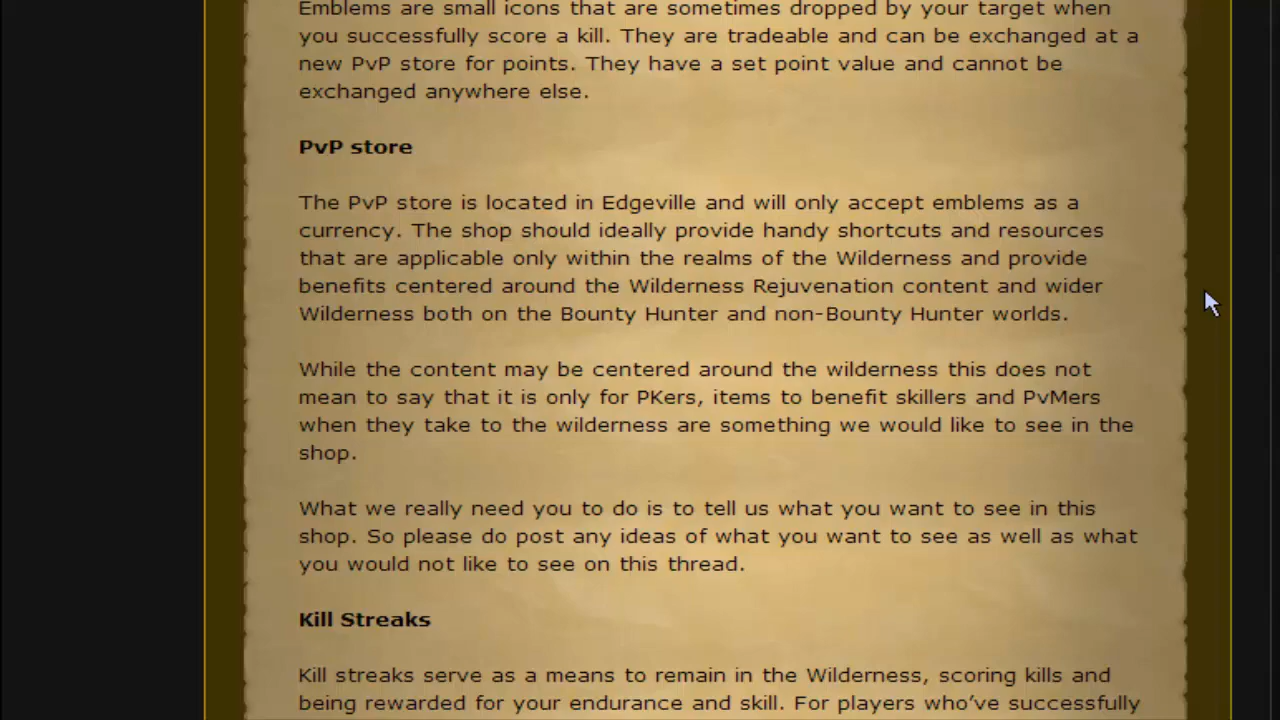 Emblems are small icons that are sometimes dropped by your target when
you successfully score a kill. They are tradeable and can be exchanged at a
new PvP store for points. They have a set point value and cannot be
exchanged anywhere else.
PvP store
The PvP store is located in Edgeville and will only accept emblems as a
currency. The shop should ideally provide handy shortcuts and resources
that are applicable only within the realms of the Wilderness and provide
benefits centered around the Wilderness Rejuvenation content and wider
Wilderness both on the Bounty Hunter and non-Bounty Hunter worlds.
While the content may be centered around the wilderness this does not
mean to say that it is only for PKers, items to benefit skillers and PvMers
when they take to the wilderness are something we would like to see in the
shop.
What we really need you to do is to tell us what you want to see in this
shop. So please do post any ideas of what you want to see as well as what
you would not like to see on this thread.
Kill Streaks
Kill streaks serve as a means to remain in the Wilderness, scoring kills and
being rewarded for your endurance and skill. For players who’ve successfully